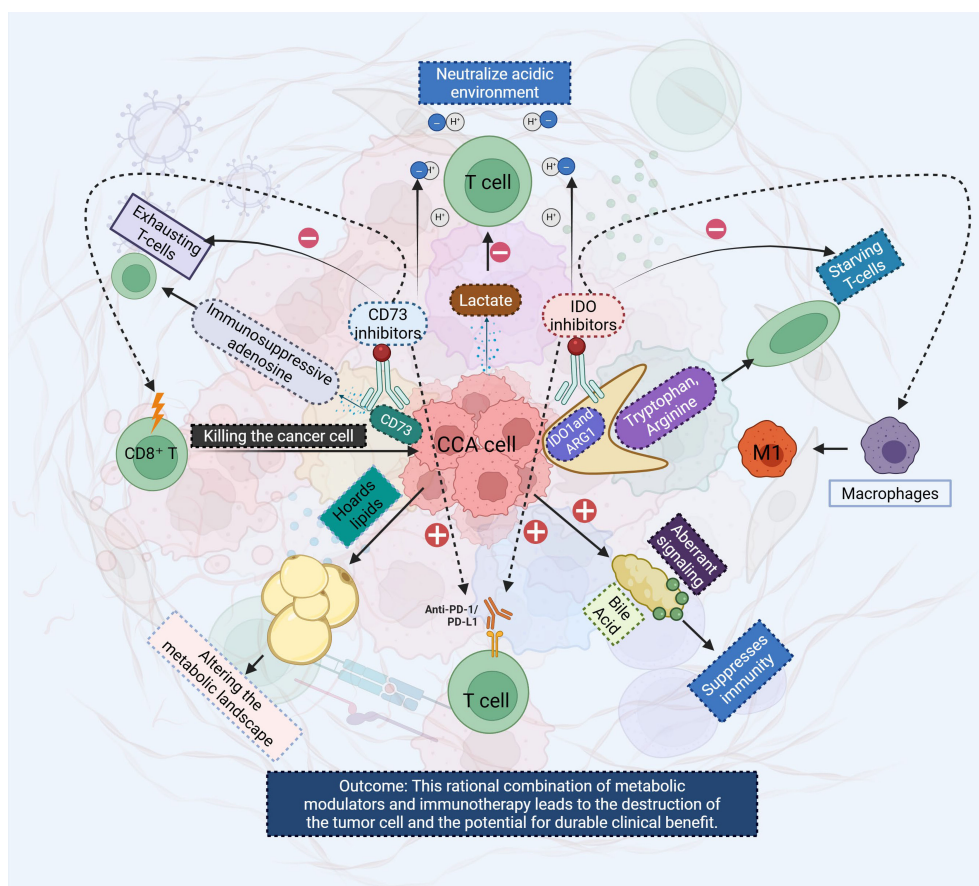 Neutralize acidic
environment
− H⁺
H⁺ −
− H⁺
H⁺ −
T cell
H⁺
H⁺
Exhausting
T-cells
−
−
−
Starving
T-cells
Lactate
CD73
inhibitors
IDO
inhibitors
Immunosuppressive
adenosine
CD73
CCA cell
IDO1and
ARG1
Tryptophan,
Arginine
CD8⁺ T
Killing the cancer cell
M1
Macrophages
Hoards
lipids
+
+
+
Aberrant
signaling
Bile
Acid
Anti-PD-1/
PD-L1
T cell
Altering the
metabolic landscape
Suppresses
immunity
Outcome: This rational combination of metabolic
modulators and immunotherapy leads to the destruction of
the tumor cell and the potential for durable clinical benefit.